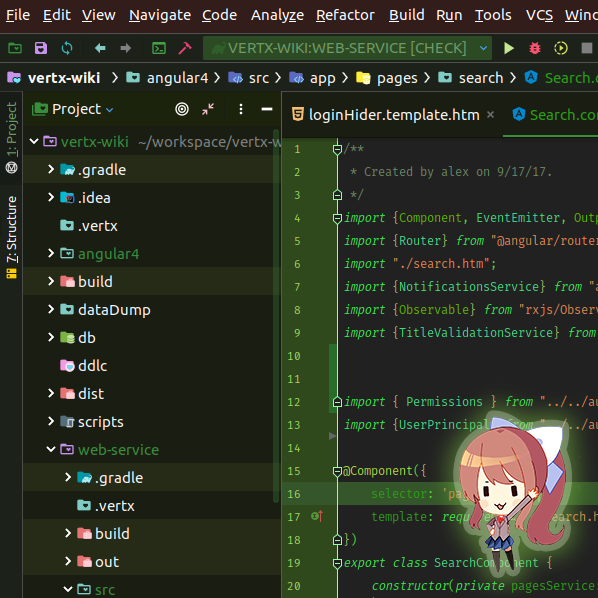 File Edit View Navigate Code Analyze Refactor Build Run Tools VCS
VERTX-WIKI:WEB-SERVICE [CHECK]
vertx-wiki angular4 src app pages search Search.co
1: Project
7: Structure
Project
vertx-wiki ~/workspace/vertx-w
.gradle
.idea
.vertx
angular4
build
dataDump
db
ddlc
dist
scripts
web-service
.gradle
.vertx
build
out
src
loginHider.template.htm × Search.co
1 /**
2 * Created by alex on 9/17/17.
3 */
4 import {Component, EventEmitter, Outp
5 import {Router} from "@angular/router
6 import "./search.htm";
7 import {NotificationsService} from "a
8 import {Observable} from "rxjs/Observ
9 import {TitleValidationService} from
10
11
12 import { Permissions } from "../../au
13 import {UserPrincipal from ../au
14
15 @Component({
16 selector: 'pa
17 template: requ earch.h
18 })
19 export class SearchComponent {
20 constructor(private pagesService: